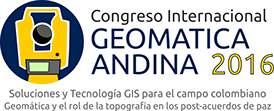 Congreso Internacional
GEOMATICA
ANDINA 2016
Soluciones y Tecnología GIS para el campo colombiano
Geomática y el rol de la topografía en los post-acuerdos de paz